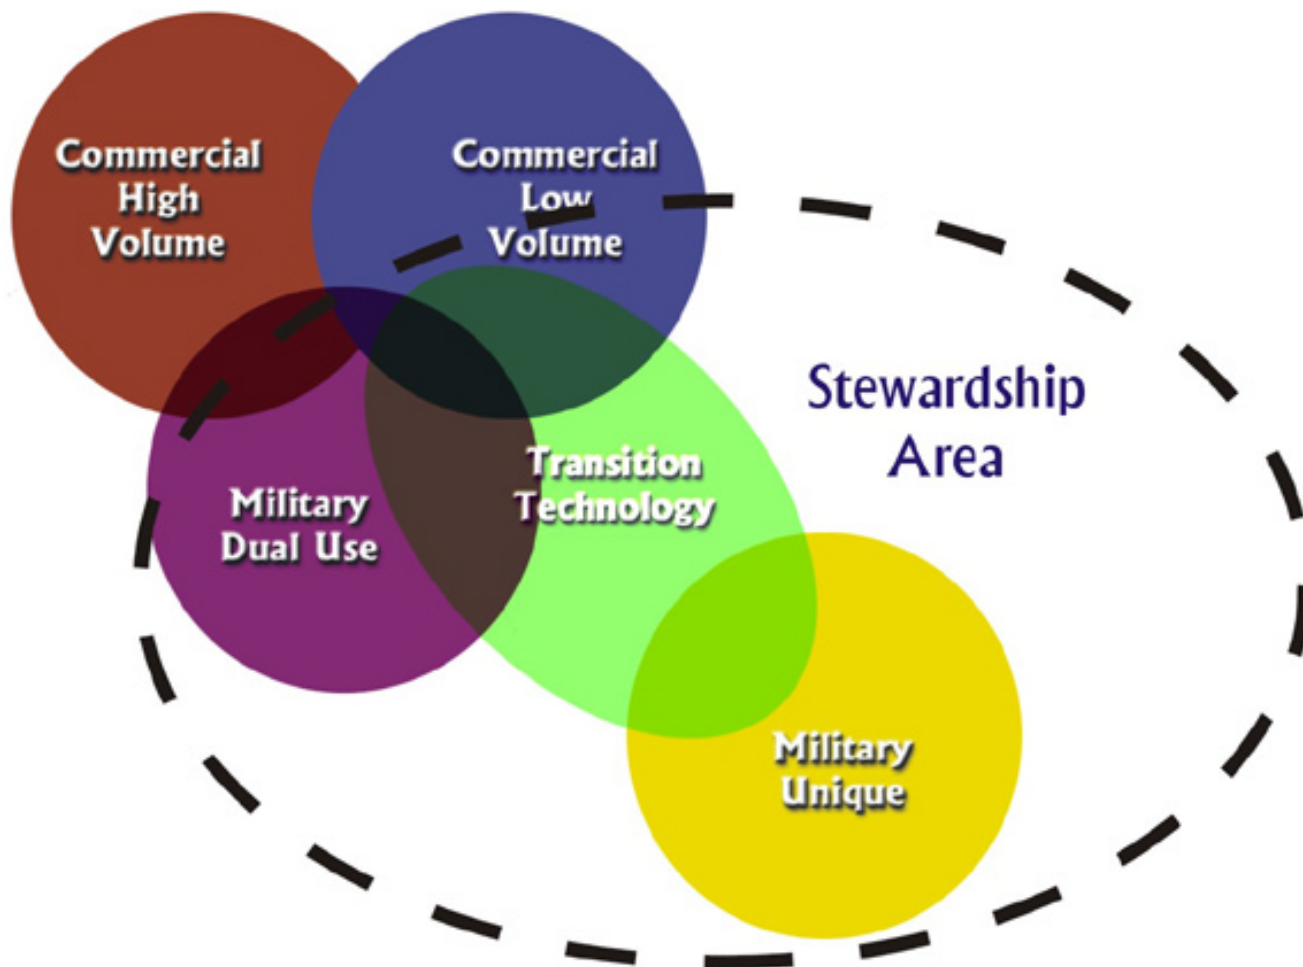 Commercial
High
Volume
Commercial
Low
Volume
Stewardship
Area
Transition
Technology
Military
Dual Use
Military
Unique